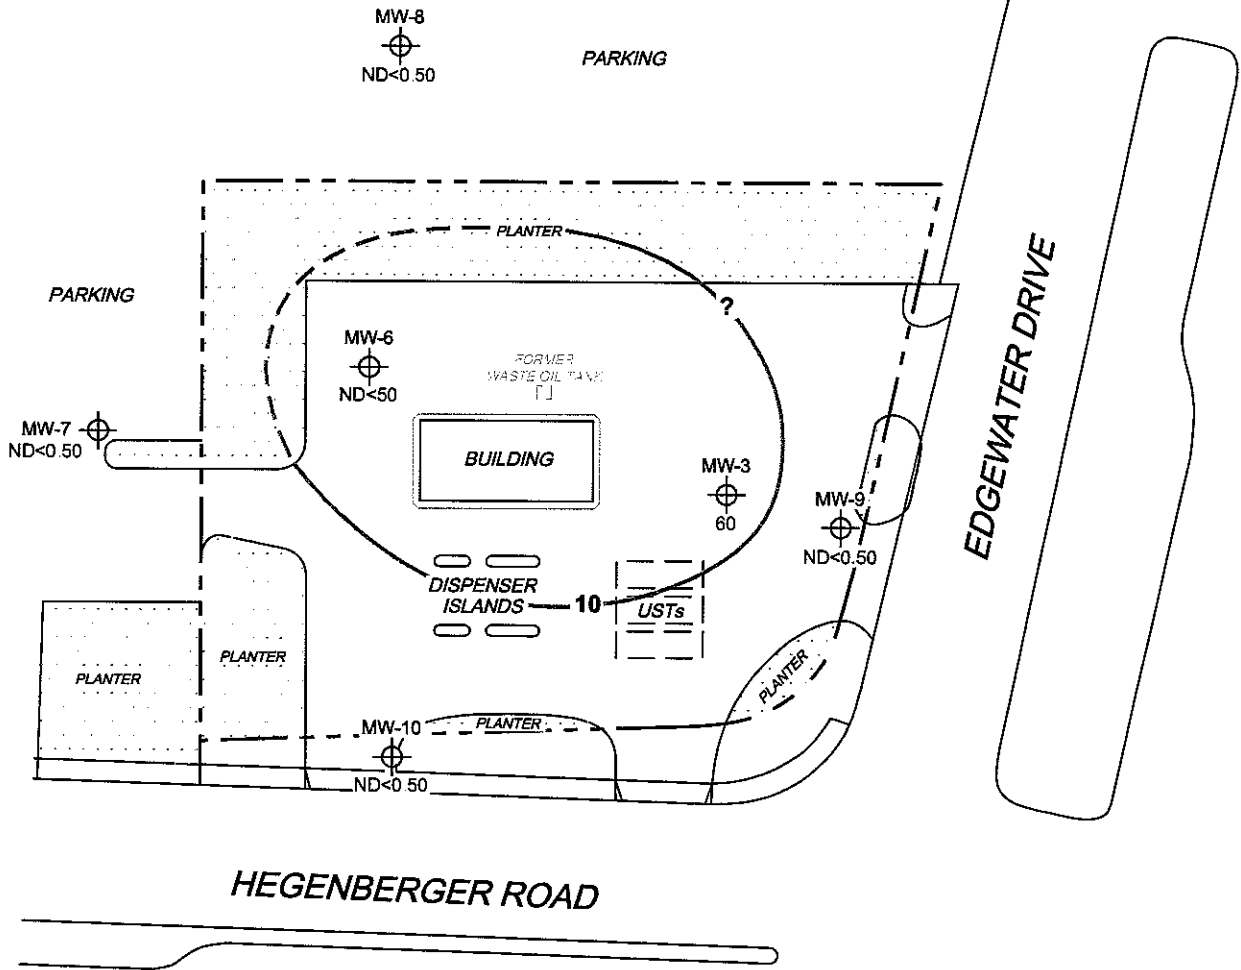 MW-8
ND<0.50
PARKING
PLANTER
PARKING
?
MW-6
ND<50
FORMER
WASTE OIL TANK
MW-7
ND<0.50
BUILDING
MW-3
60
MW-9
ND<0.50
EDGEWATER DRIVE
DISPENSER
ISLANDS
10
USTs
PLANTER
PLANTER
PLANTER
PLANTER
MW-10
ND<0.50
HEGENBERGER ROAD